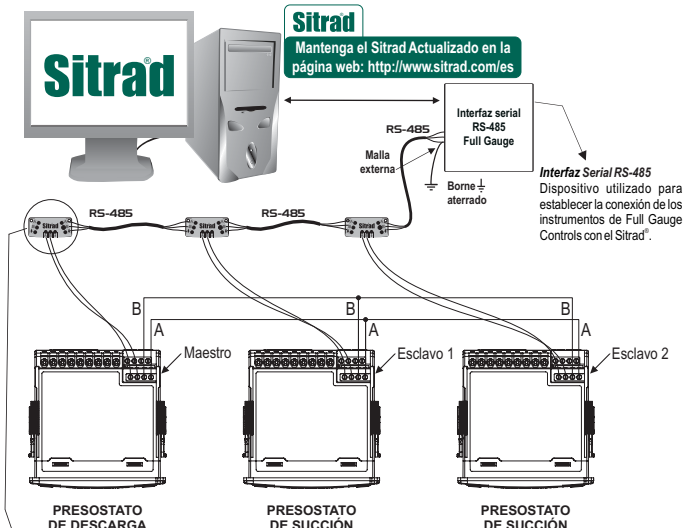 Sitrad
Mantenga el Sitrad Actualizado en la
página web: http://www.sitrad.com/es
Sitrad®
Interfaz serial
RS-485
Full Gauge
RS-485
Malla
externa
Borne
aterrado
Interfaz Serial RS-485
Dispositivo utilizado para
establecer la conexión de los
instrumentos de Full Gauge
Controls con el Sitrad®.
RS-485
RS-485
Sitrad
Sitrad
Sitrad
B
A
B
A
B
A
Maestro
Esclavo 1
Esclavo 2
PRESOSTATO
DE DESCARGA
PRESOSTATO
DE SUCCIÓN
PRESOSTATO
DE SUCCIÓN